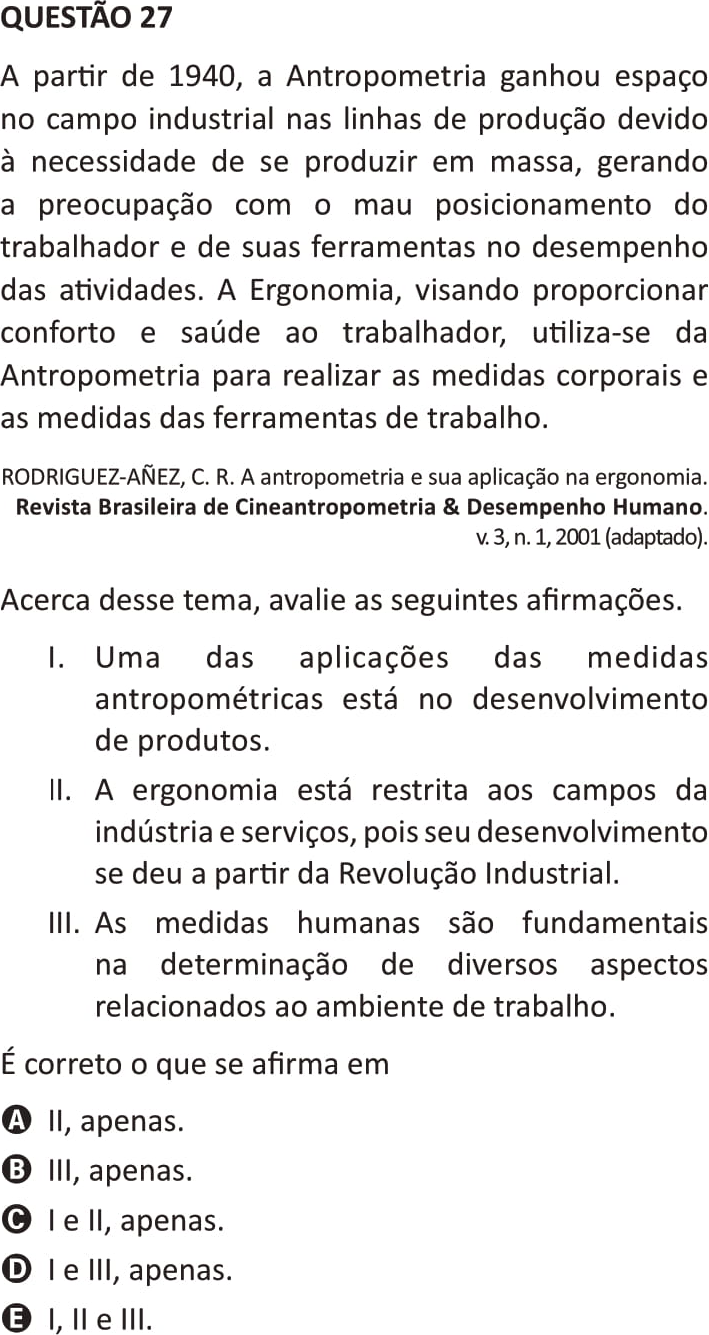 QUESTÃO 27
A partir de 1940, a Antropometria ganhou espaço
no campo industrial nas linhas de produção devido
à necessidade de se produzir em massa, gerando
a preocupação com o mau posicionamento do
trabalhador e de suas ferramentas no desempenho
das atividades. A Ergonomia, visando proporcionar
conforto e saúde ao trabalhador, utiliza-se da
Antropometria para realizar as medidas corporais e
as medidas das ferramentas de trabalho.
RODRIGUEZ-AÑEZ, C. R. A antropometria e sua aplicação na ergonomia.
Revista Brasileira de Cineantropometria & Desempenho Humano.
v. 3, n. 1, 2001 (adaptado).
Acerca desse tema, avalie as seguintes afirmações.
I. Uma das aplicações das medidas
antropométricas está no desenvolvimento
de produtos.
II. A ergonomia está restrita aos campos da
indústria e serviços, pois seu desenvolvimento
se deu a partir da Revolução Industrial.
III. As medidas humanas são fundamentais
na determinação de diversos aspectos
relacionados ao ambiente de trabalho.
É correto o que se afirma em
A II, apenas.
B III, apenas.
C I e II, apenas.
D I e III, apenas.
E I, II e III.